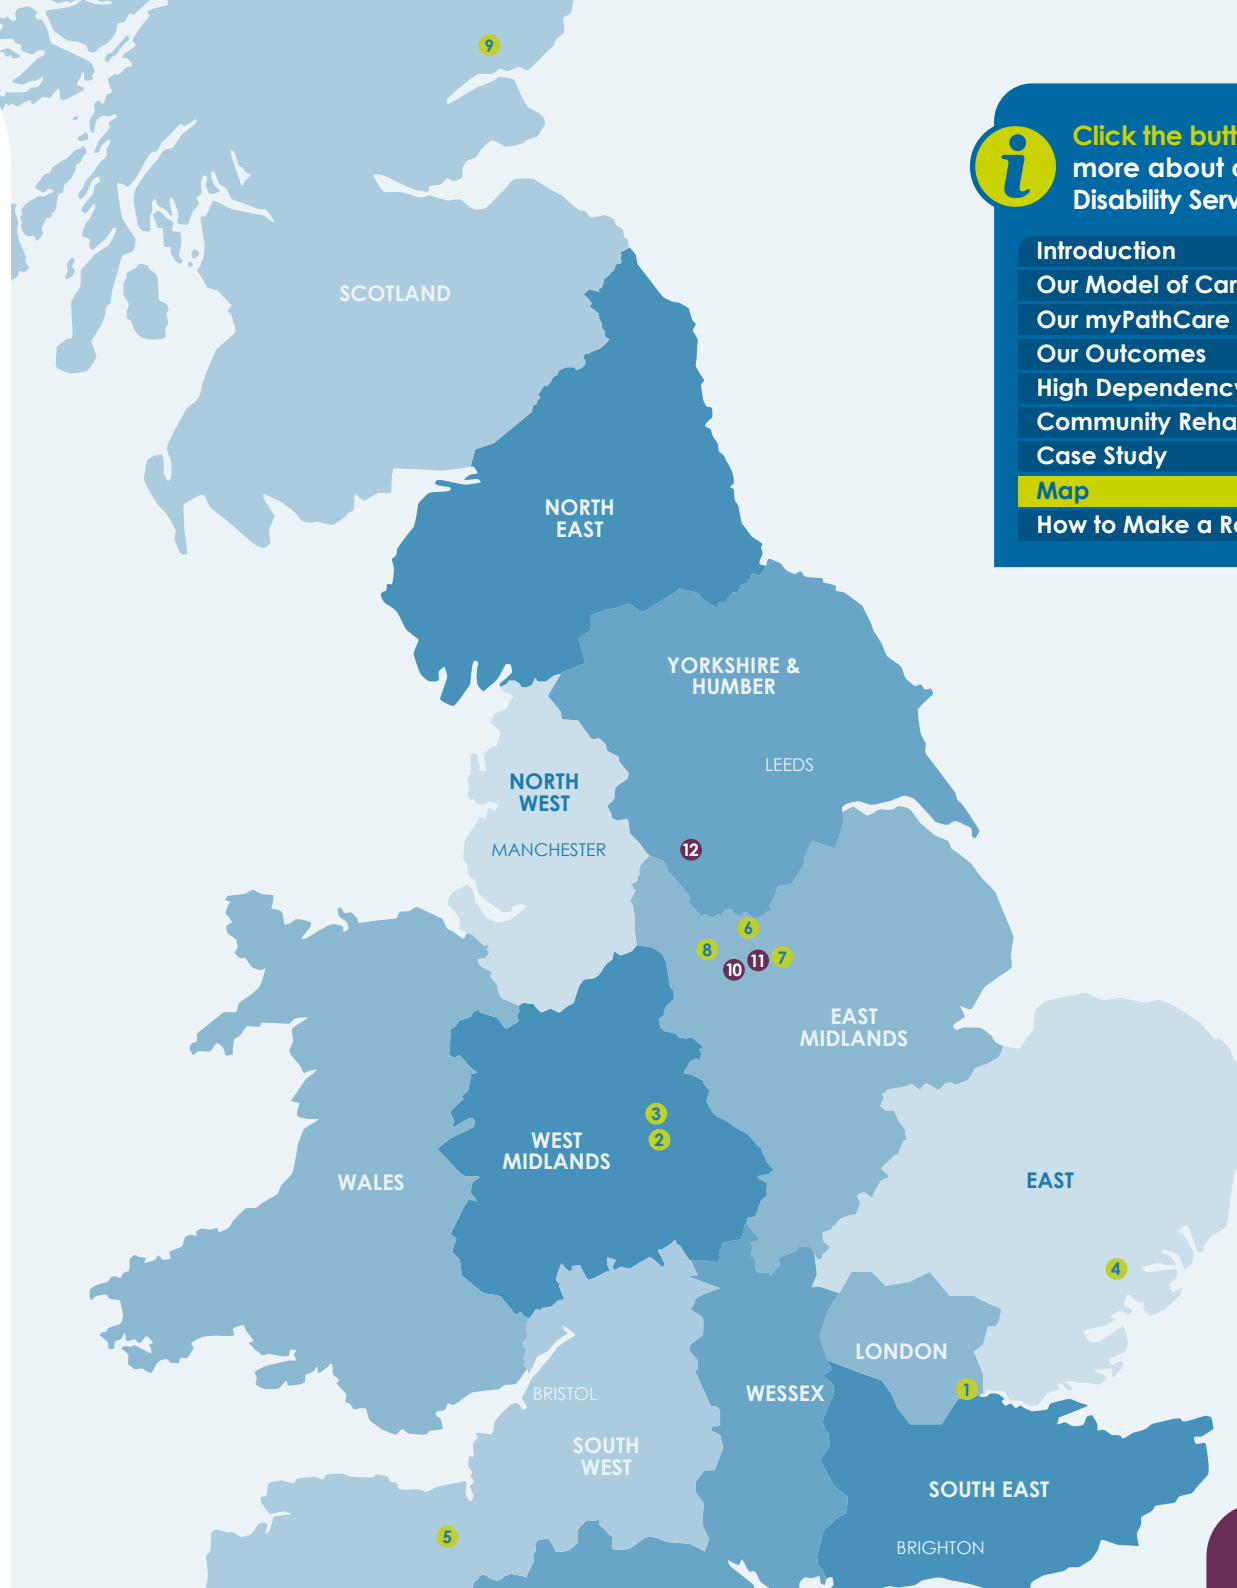 9
Click the butt
more about
Disability Serv
Introduction
Our Model of Car
Our myPathCare
Our Outcomes
High Dependency
Community Reha
Case Study
Map
How to Make a Re
SCOTLAND
NORTH
EAST
YORKSHIRE &
HUMBER
LEEDS
NORTH
WEST
MANCHESTER
12
6
8
11
7
10
EAST
MIDLANDS
3
2
WEST
MIDLANDS
WALES
EAST
4
LONDON
1
BRISTOL
WESSEX
SOUTH
WEST
SOUTH EAST
5
BRIGHTON